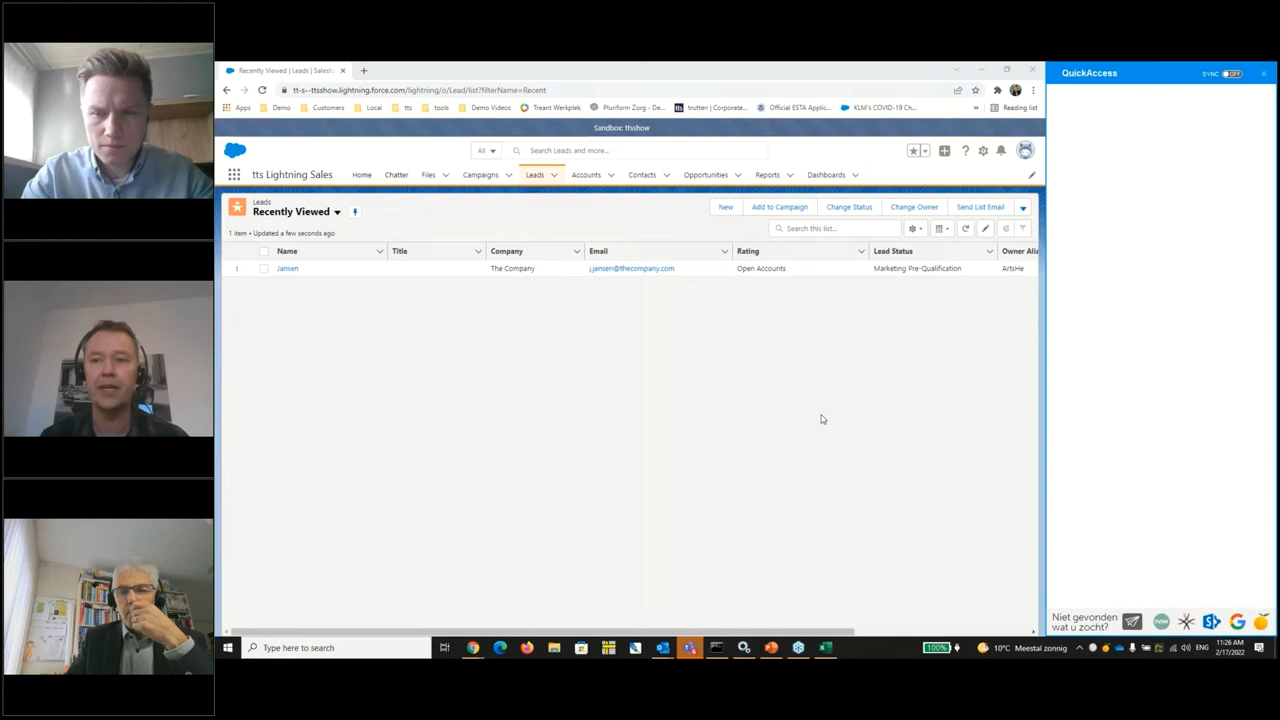 Recently Viewed | Leads | Salesf
tt-s--ttsshow.lightning.force.com/lightning/o/Lead/list?filterName=Recent
Apps Demo Customers Local tts tools Demo Videos Treant Werkplek Pluriform Zorg - De... tts trutten | Corporate... Official ESTA Applic... KLM's COVID-19 Ch... » Reading list
Sandbox: ttsshow
All Search Leads and more...
tts Lightning Sales Home Chatter Files Campaigns Leads Accounts Contacts Opportunities Reports Dashboards
Leads
Recently Viewed
New Add to Campaign Change Status Change Owner Send List Email
1 item • Updated a few seconds ago
Search this list...
Name Title Company Email Rating Lead Status Owner Alia
1 Jansen The Company j.jansen@thecompany.com Open Accounts Marketing Pre-Qualification ArtsHe
QuickAccess SYNC OFF
Niet gevonden
wat u zocht?
now
Type here to search
100%
10°C Meestal zonnig
ENG
11:26 AM
2/17/2022